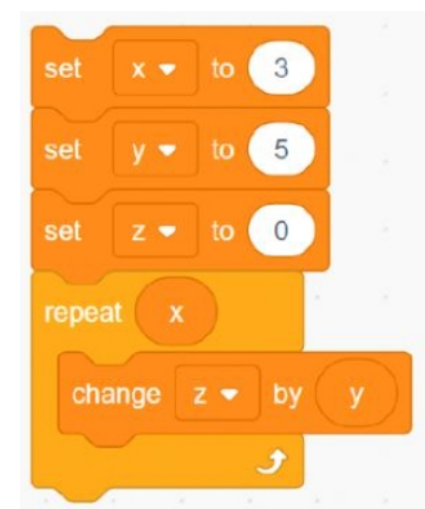 set x to 3
set y to 5
set z to 0
repeat x
change z by y